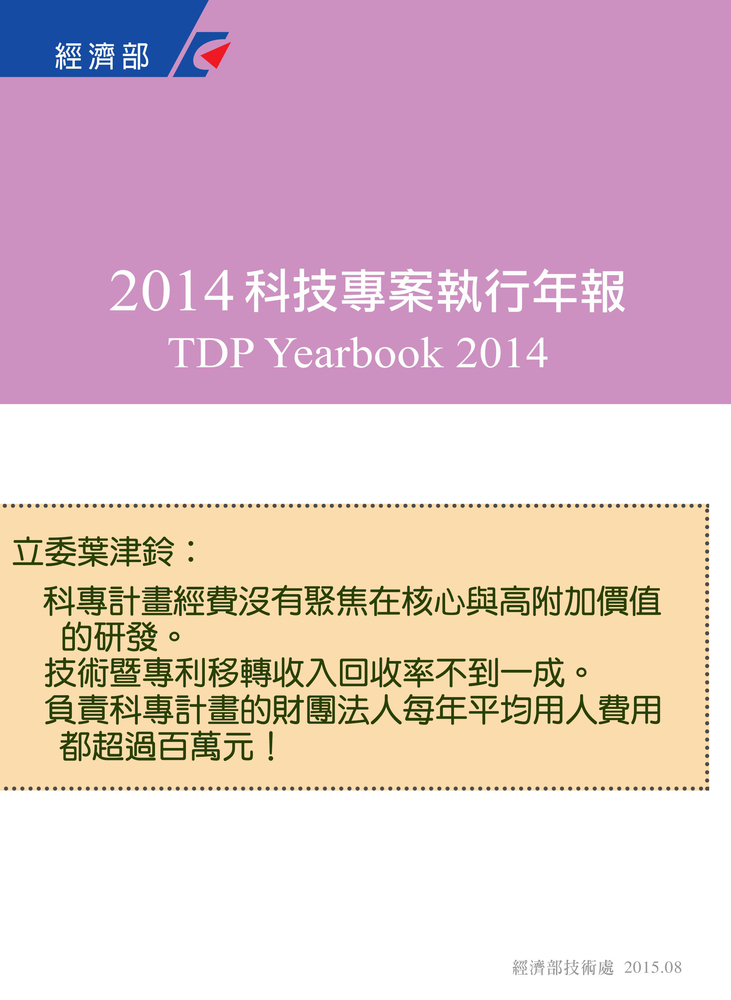 經濟部
2014 科技專案執行年報
TDP Yearbook 2014
立委葉津鈴：
科專計畫經費沒有聚焦在核心與高附加價值
的研發。
技術暨專利移轉收入回收率不到一成。
負責科專計畫的財團法人每年平均用人費用
都超過百萬元！
經濟部技術處 2015.08